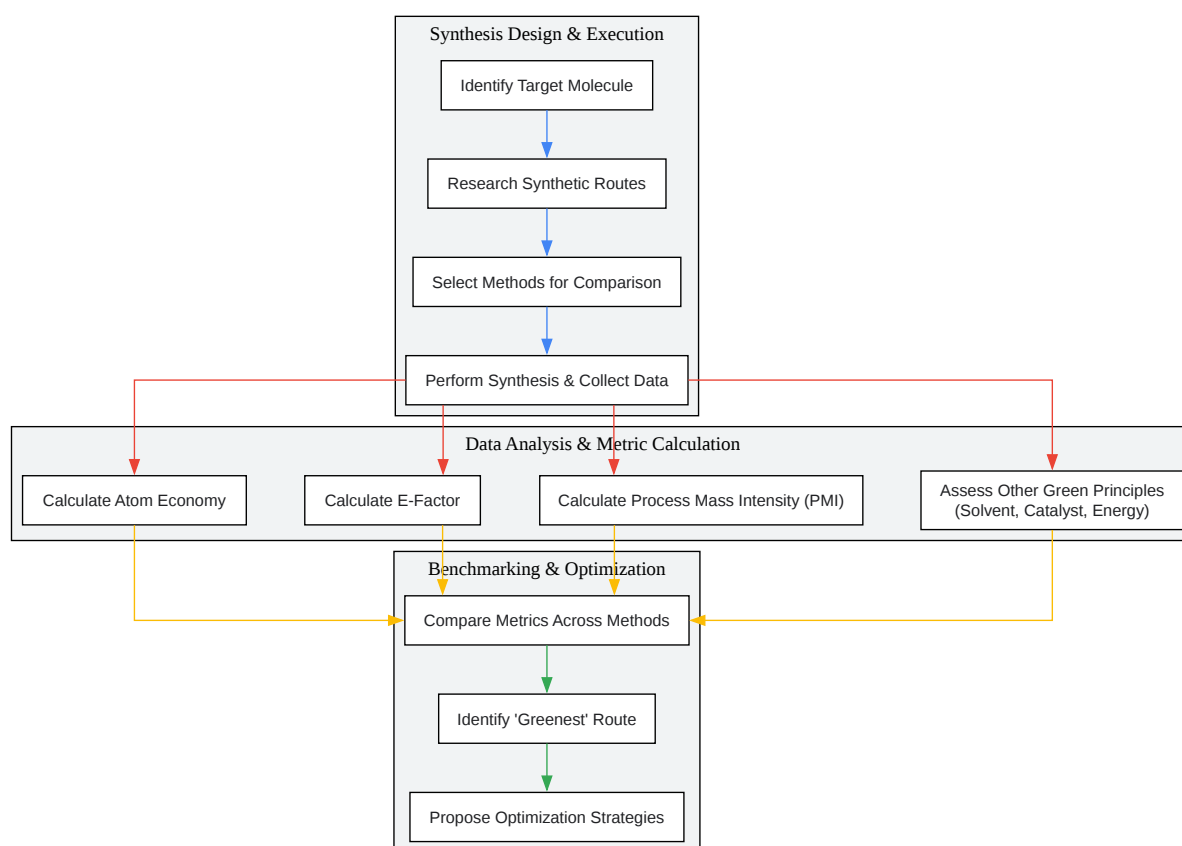 Synthesis Design & Execution
Identify Target Molecule
Research Synthetic Routes
Select Methods for Comparison
Perform Synthesis & Collect Data
Data Analysis & Metric Calculation
Calculate Atom Economy
Calculate E-Factor
Calculate Process Mass Intensity (PMI)
Assess Other Green Principles
(Solvent, Catalyst, Energy)
Benchmarking & Optimization
Compare Metrics Across Methods
Identify 'Greenest' Route
Propose Optimization Strategies